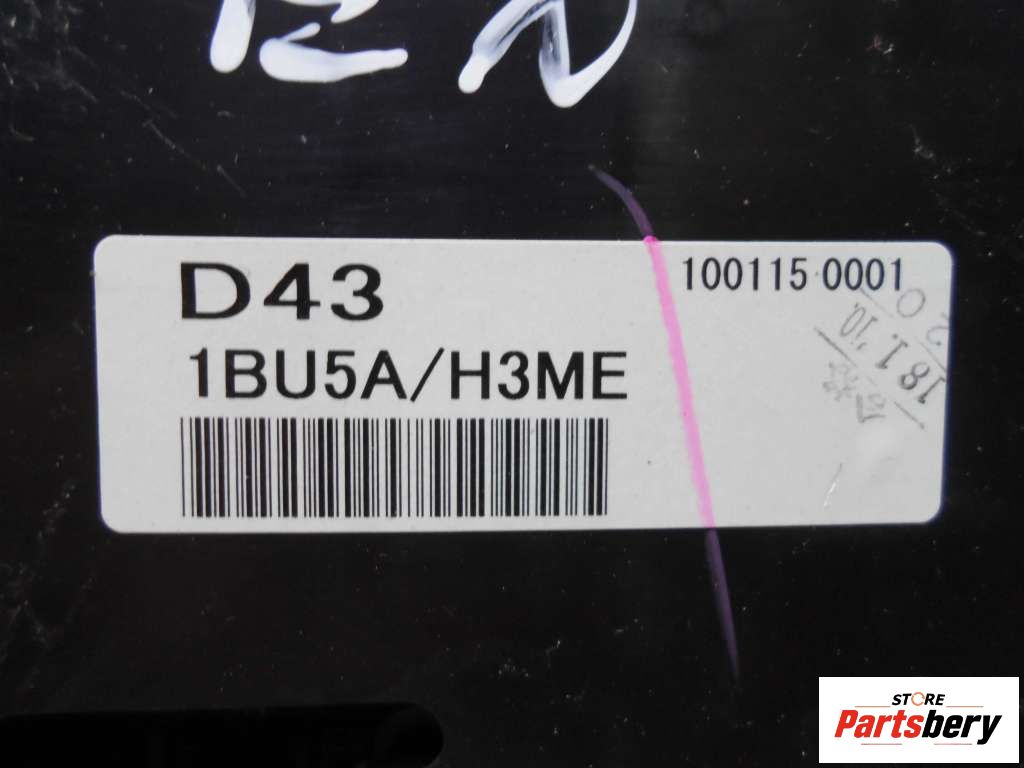 D43
100115 0001
1BU5A/H3ME
STORE
Partsbery